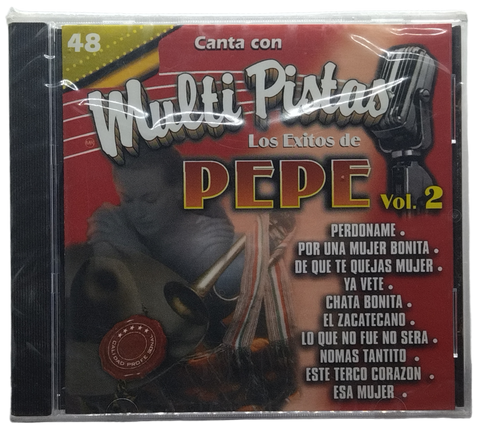 48
Canta con
Multi Pistas
Los Exitos de
PEPE
Vol. 2
PERDONAME
POR UNA MUJER BONITA
DE QUE TE QUEJAS MUJER
YA VETE
CHATA BONITA
EL ZACATECANO
LO QUE NO FUE NO SERA
NOMAS TANTITO
ESTE TERCO CORAZON
ESA MUJER
CALIDAD